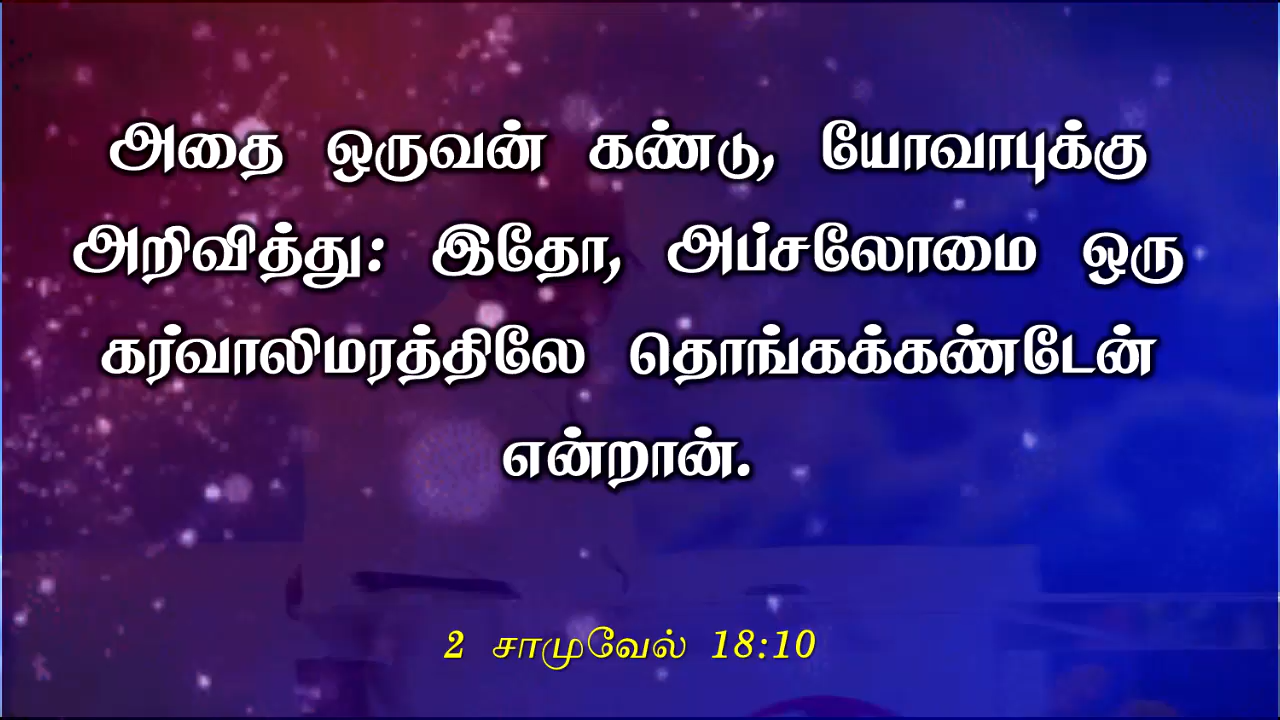 அதை ஒருவன் கண்டு, யோவாபுக்கு
அறிவித்து: இதோ, அப்சலோமை ஒரு
கர்வாலிமரத்திலே தொங்கக்கண்டேன்
என்றான்.
2 சாமுவேல் 18:10